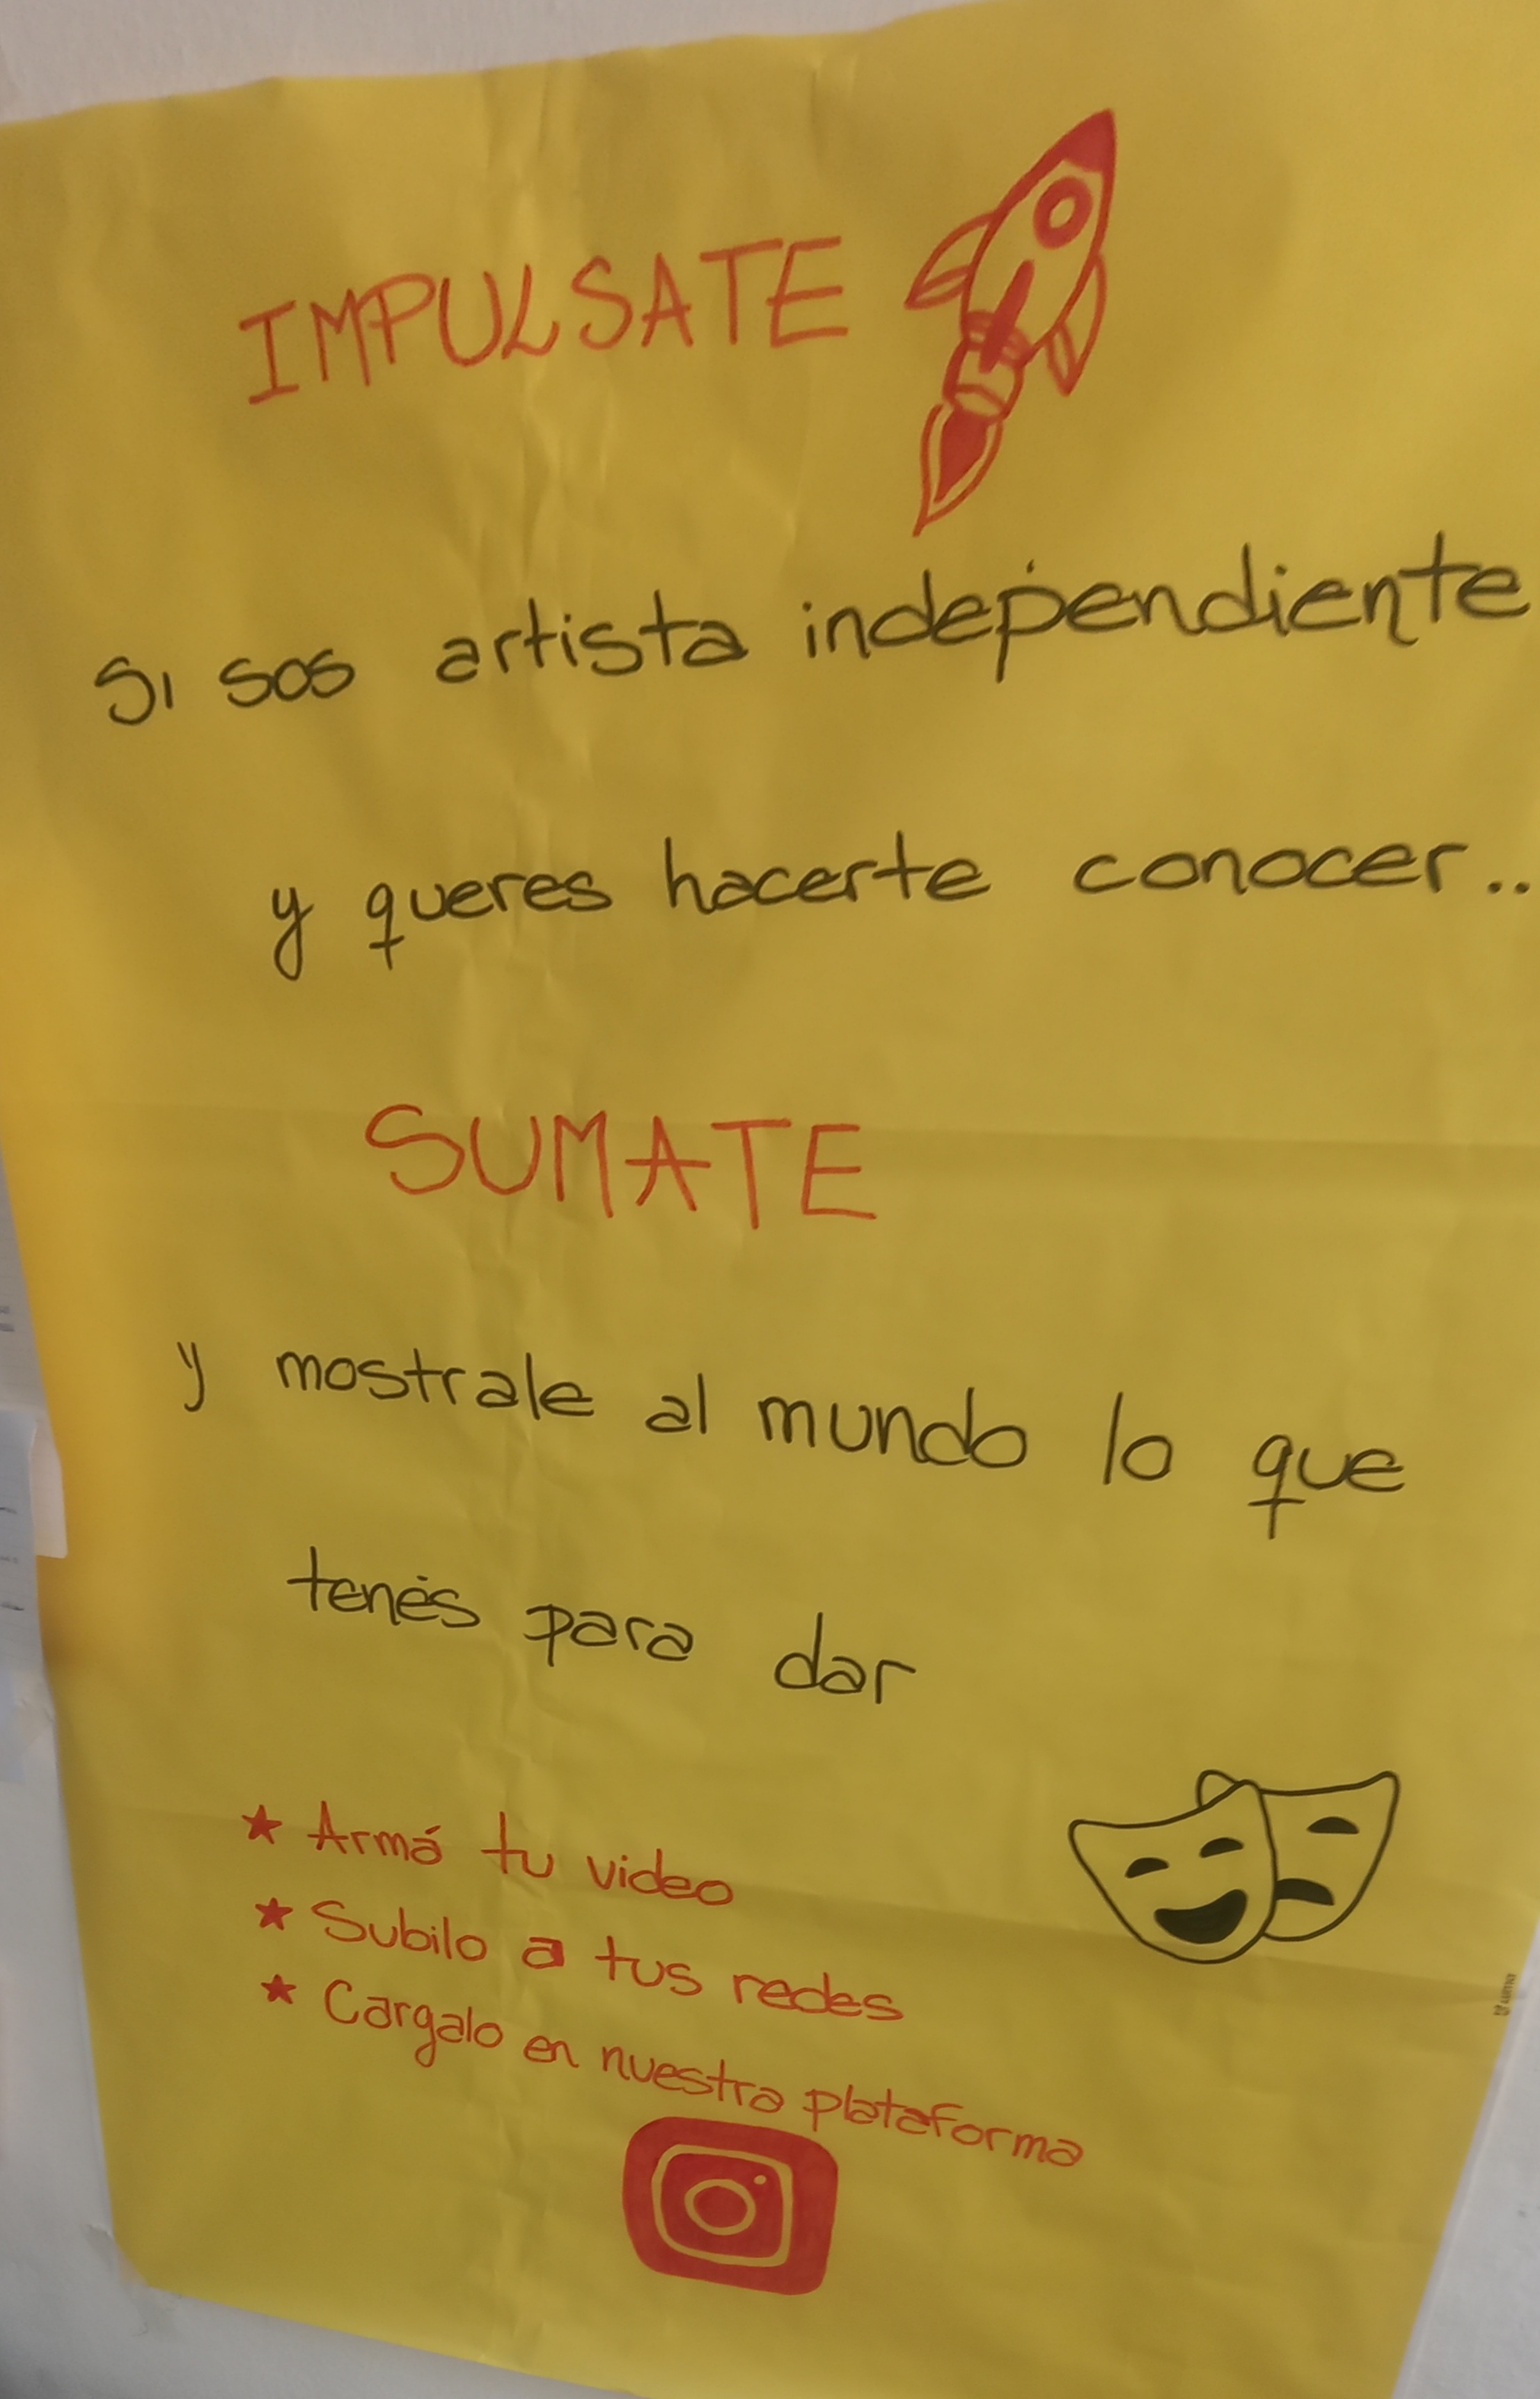 IMPULSATE
Si sos artista independiente
y queres hacerte conocer..
SUMATE
y mostrale al mundo lo que
tenés para dar
★ Armá tu video
★ Subilo a tus redes
★ Cargalo en nuestra plataforma